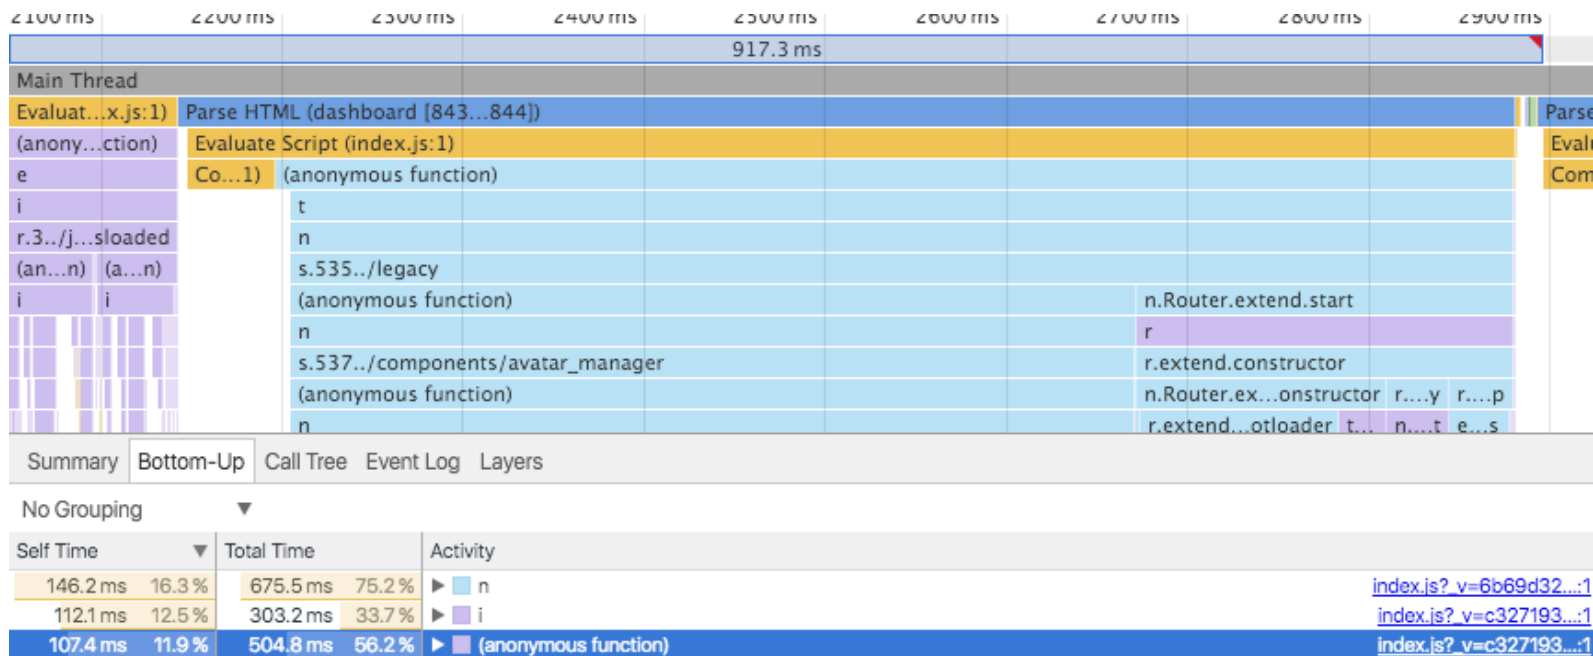 2100 ms 2200 ms 2300 ms 2400 ms 2500 ms 2600 ms 2700 ms 2800 ms 2900 ms
917.3 ms
Main Thread
Evaluat...x.js:1) Parse HTML (dashboard [843...844]) Parse
(anony...ction) Evaluate Script (index.js:1) Eval
e Co...1) (anonymous function) Com
i t
r.3../j...sloaded n
(an...n) (a...n) s.535../legacy
i i (anonymous function) n.Router.extend.start
n r
s.537../components/avatar_manager r.extend.constructor
(anonymous function) n.Router.ex...onstructor r....y r....p
n r.extend...otloader t... n....t e...s
Summary Bottom-Up Call Tree Event Log Layers
No Grouping ▼
Self Time ▼ Total Time Activity
146.2 ms 16.3 % 675.5 ms 75.2 % ▶ n index.js?_v=6b69d32...:1
112.1 ms 12.5 % 303.2 ms 33.7 % ▶ i index.js?_v=c327193...:1
107.4 ms 11.9 % 504.8 ms 56.2 % ▶ (anonymous function) index.js?_v=c327193...:1